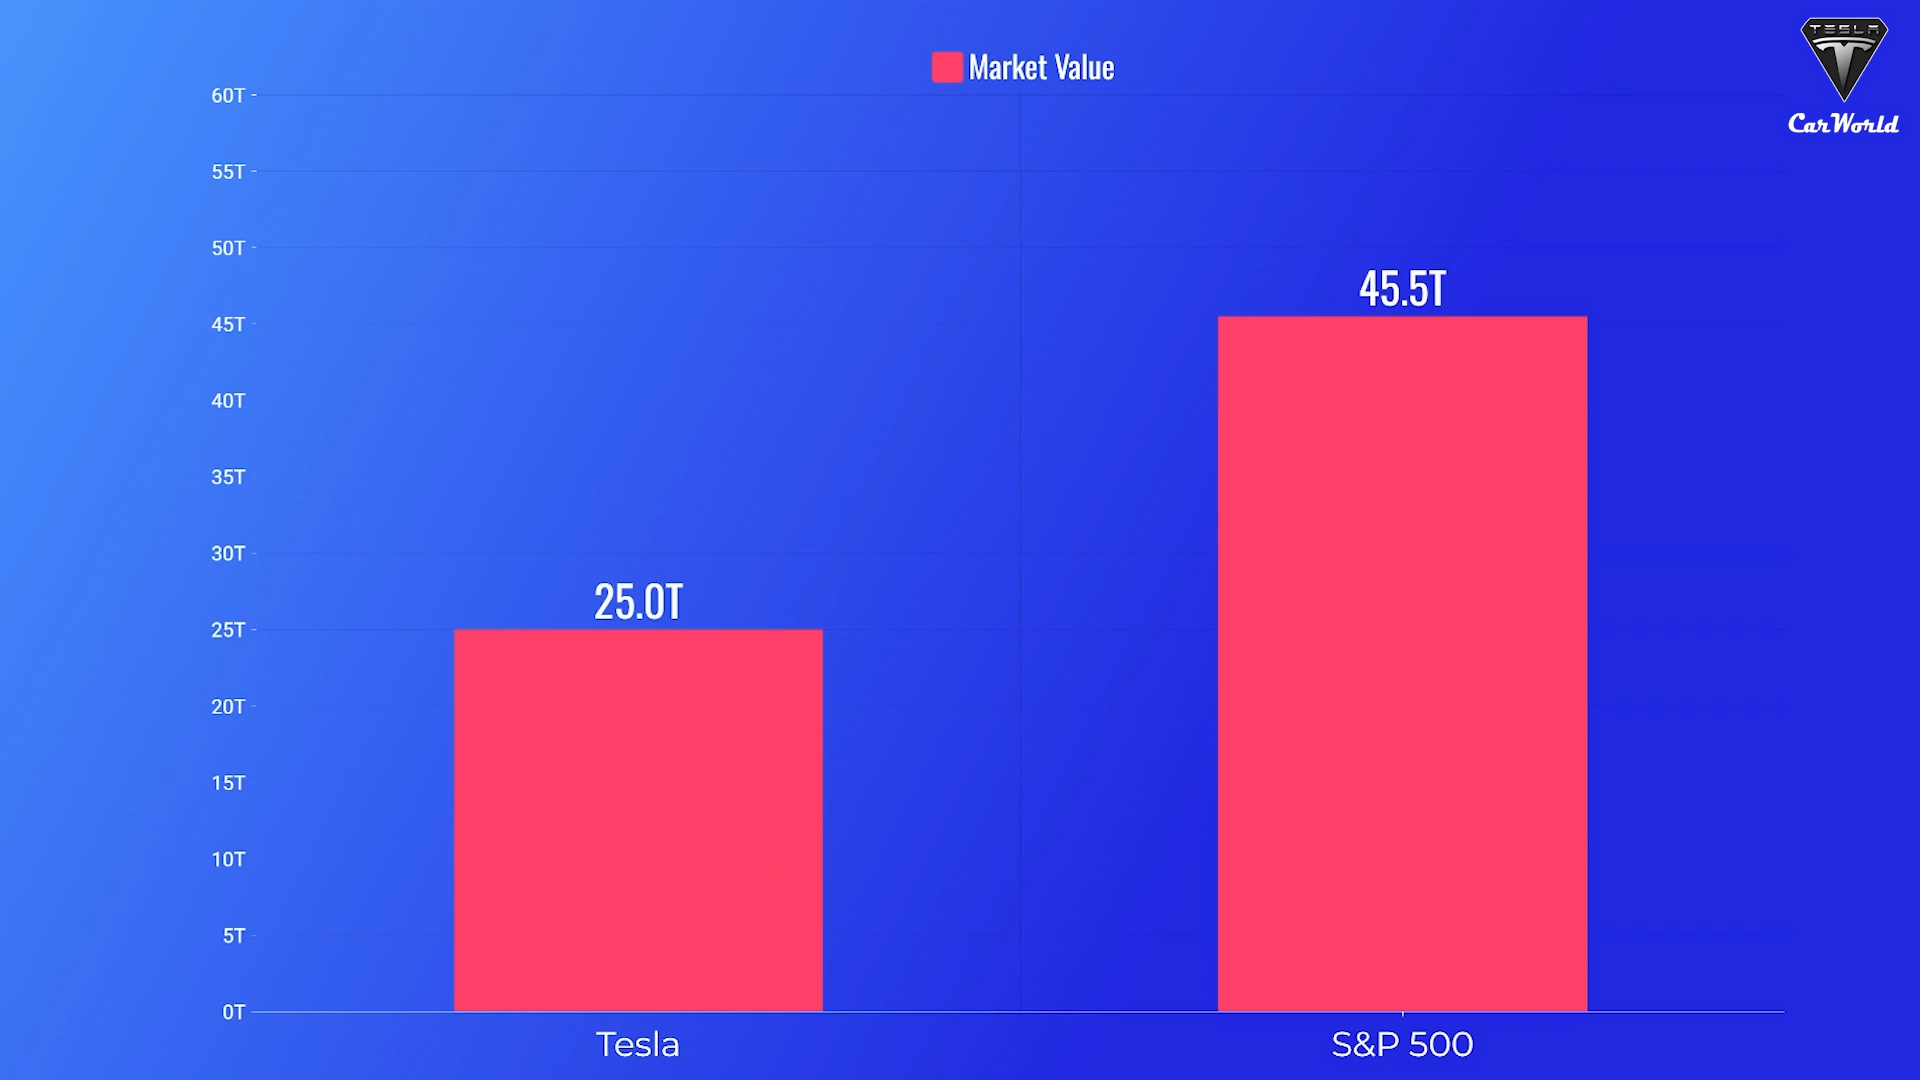 Market Value
TESLA
CarWorld
60T
55T
50T
45T
40T
35T
30T
25T
20T
15T
10T
5T
0T
25.0T
45.5T
Tesla
S&P 500